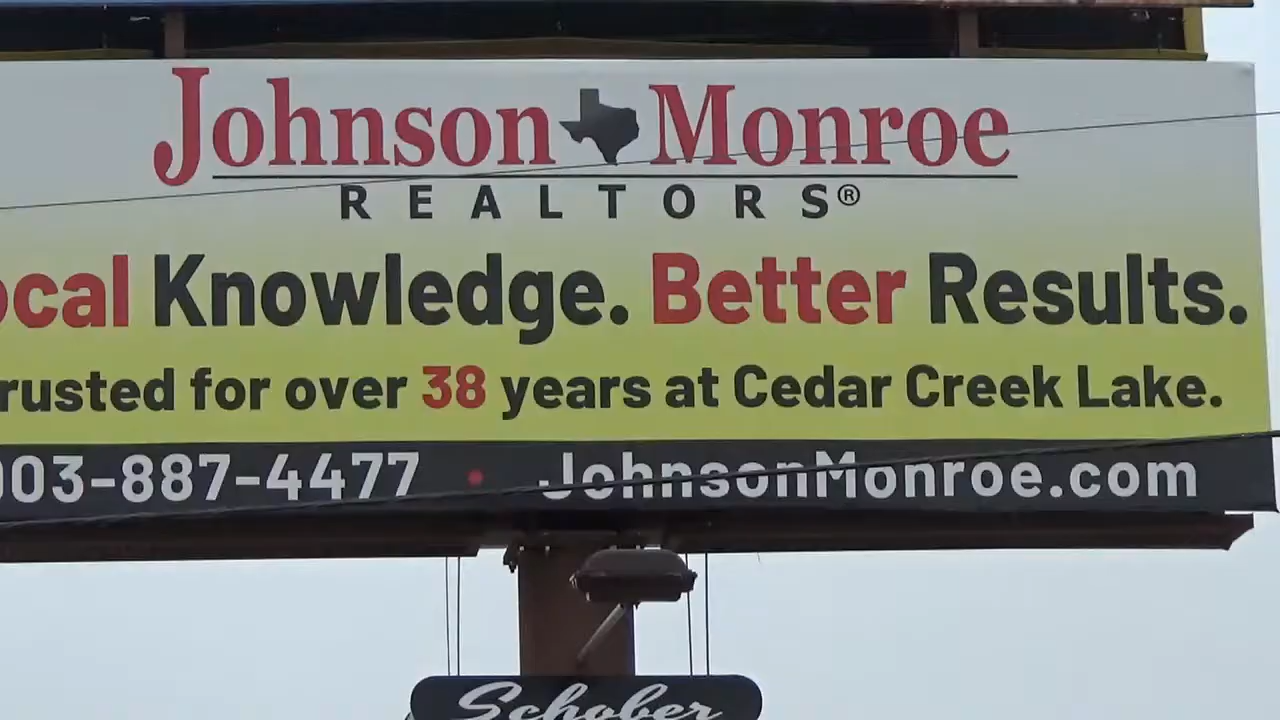 Johnson Monroe
REALTORS®
ocal Knowledge. Better Results.
rusted for over 38 years at Cedar Creek Lake.
903-887-4477 • JohnsonMonroe.com
Schober